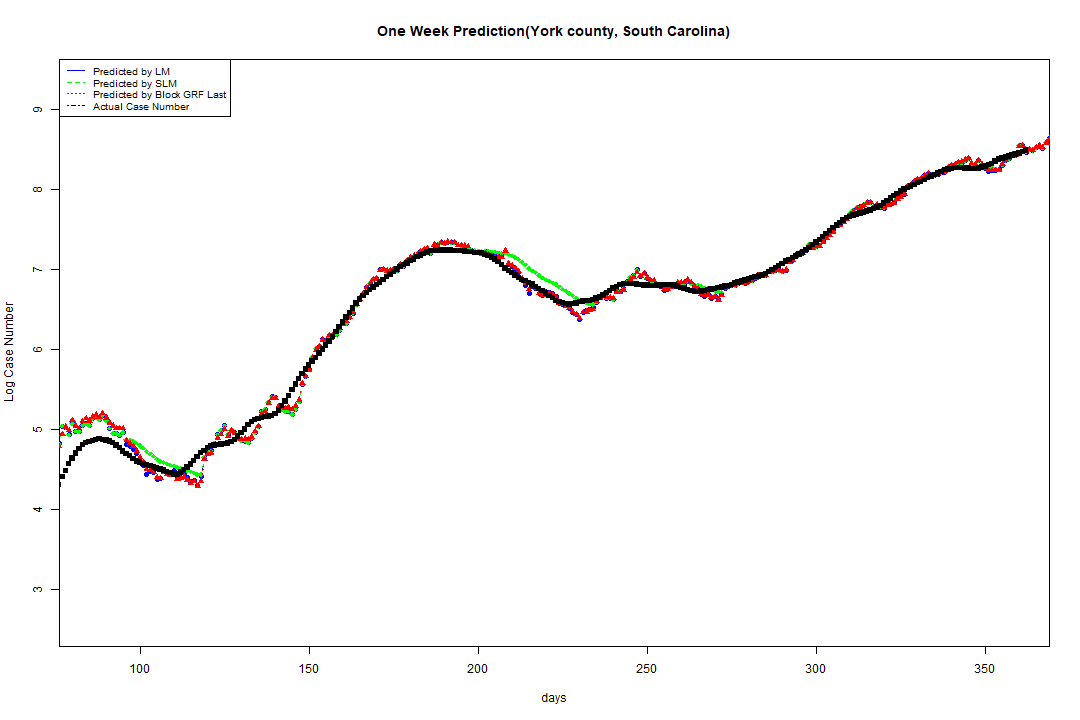 One Week Prediction(York county, South Carolina)
Predicted by LM
Predicted by SLM
Predicted by Block GRF Last
Actual Case Number
9
8
7
6
5
4
3
Log Case Number
100 150 200 250 300 350
days